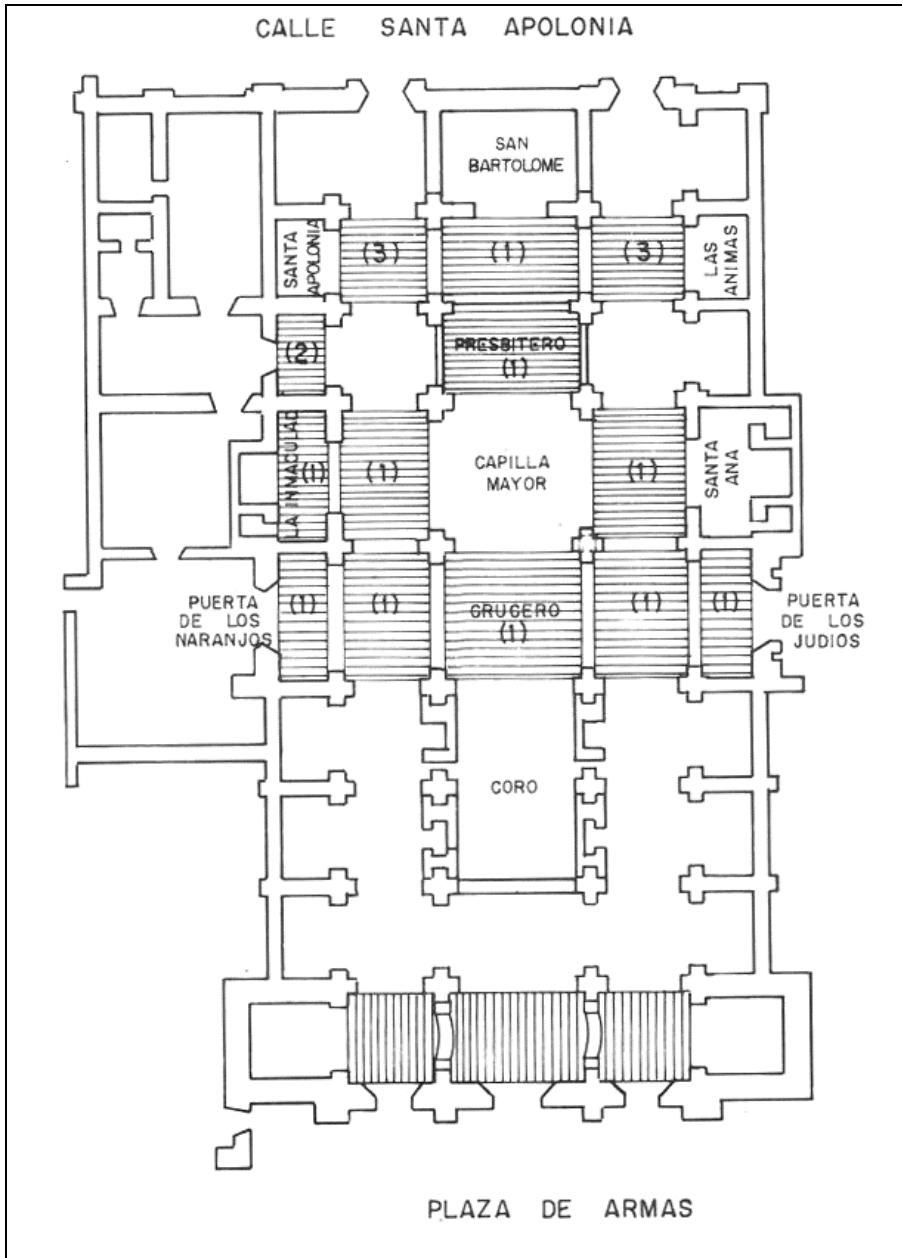 CALLE SANTA APOLONIA
SAN
BARTOLOME
SANTA
APOLONIA
(3)
(1)
(3)
LAS
ANIMAS
(2)
PRESBITERO
(1)
LA INMACULAD
(1)
(1)
CAPILLA
MAYOR
(1)
SANTA
ANA
PUERTA
DE LOS
NARANJOS
(1)
(1)
CRUCERO
(1)
(1)
(1)
PUERTA
DE LOS
JUDIOS
CORO
PLAZA DE ARMAS